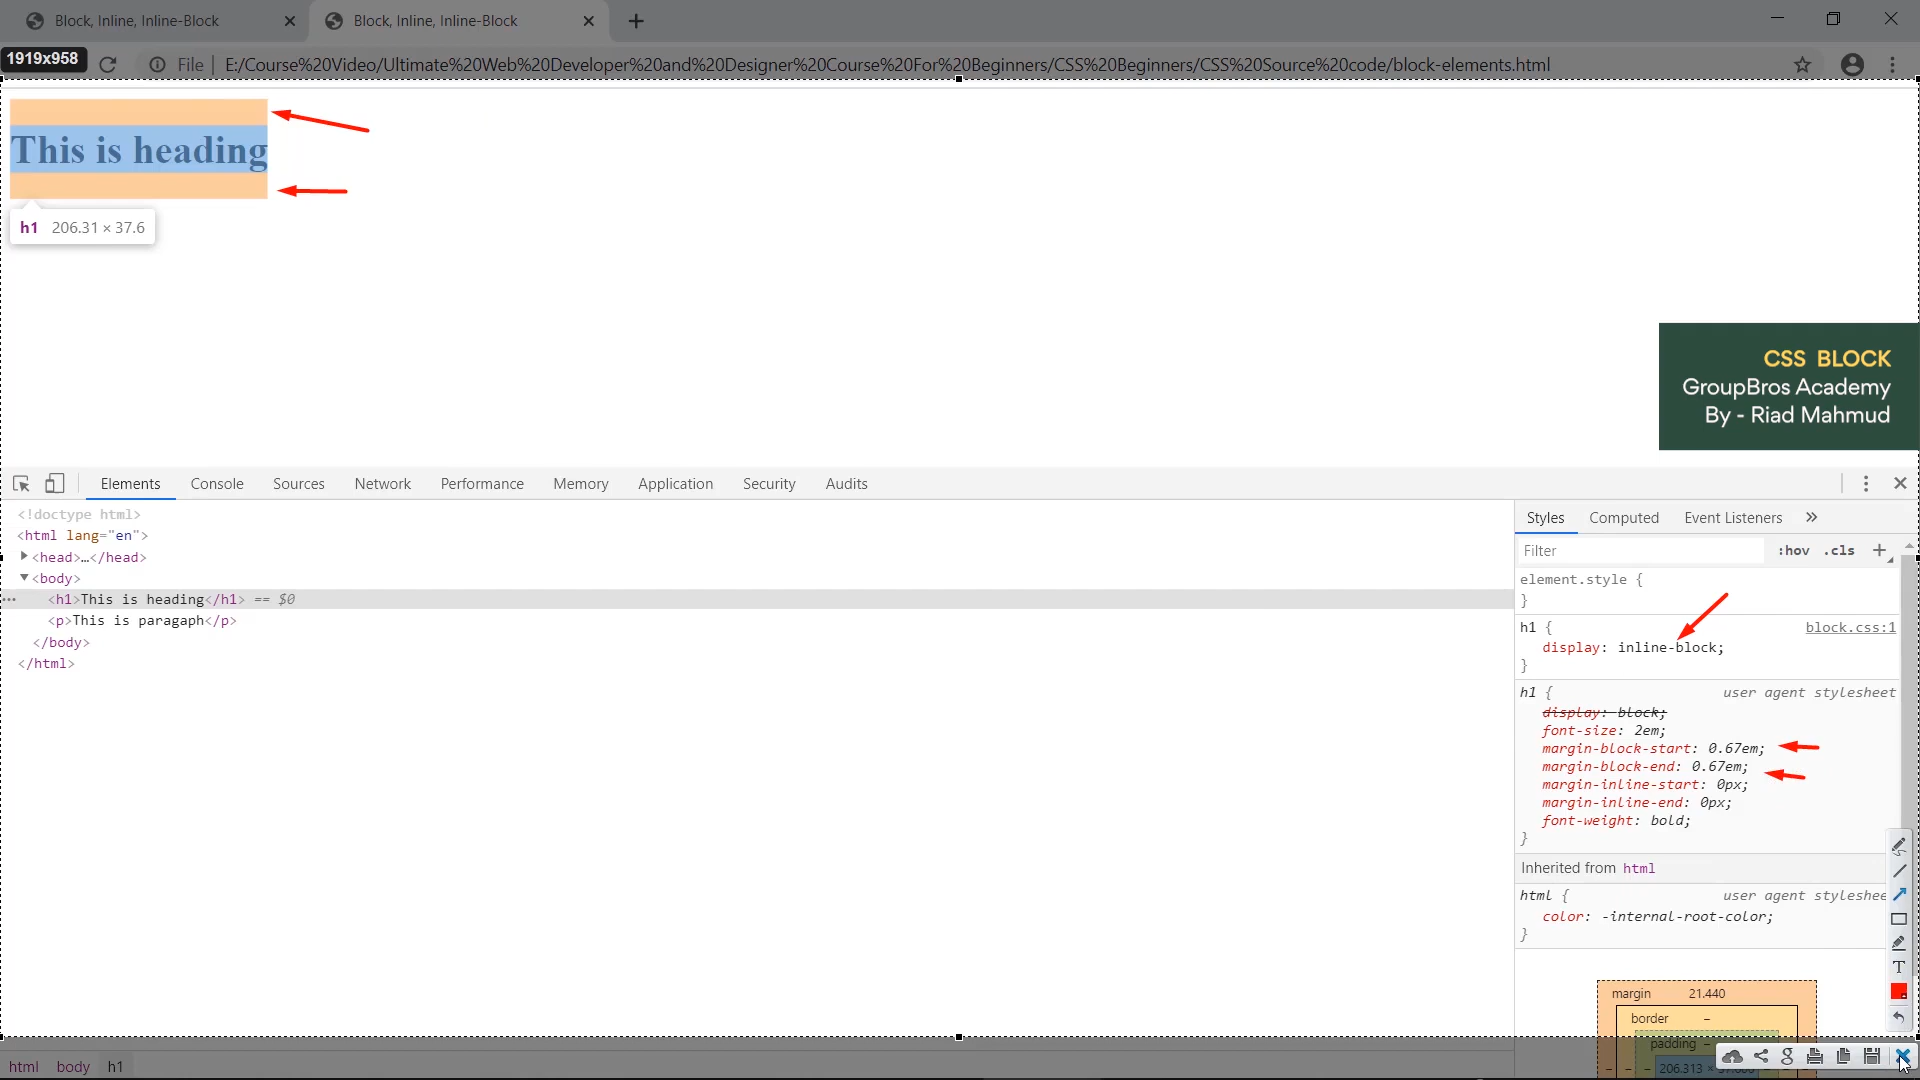 Block, Inline, Inline-Block
Block, Inline, Inline-Block
1919x958
File
E:/Course%20Video/Ultimate%20Web%20Developer%20and%20Designer%20Course%20For%20Beginners/CSS%20Beginners/CSS%20Source%20code/block-elements.html
This is heading
h1 206.31 × 37.6
CSS BLOCK
GroupBros Academy
By - Riad Mahmud
Elements Console Sources Network Performance Memory Application Security Audits
<!doctype html>
<html lang="en">
<head>…</head>
<body>
<h1>This is heading</h1> == $0
<p>This is paragaph</p>
</body>
</html>
Styles Computed Event Listeners »
Filter :hov .cls +
element.style {
}
h1 { block.css:1
display: inline-block;
}
h1 { user agent stylesheet
display: block;
font-size: 2em;
margin-block-start: 0.67em;
margin-block-end: 0.67em;
margin-inline-start: 0px;
margin-inline-end: 0px;
font-weight: bold;
}
Inherited from html
html { user agent styleshee
color: -internal-root-color;
}
margin 21.440
border –
padding –
206.313 ×
T
g
html body h1